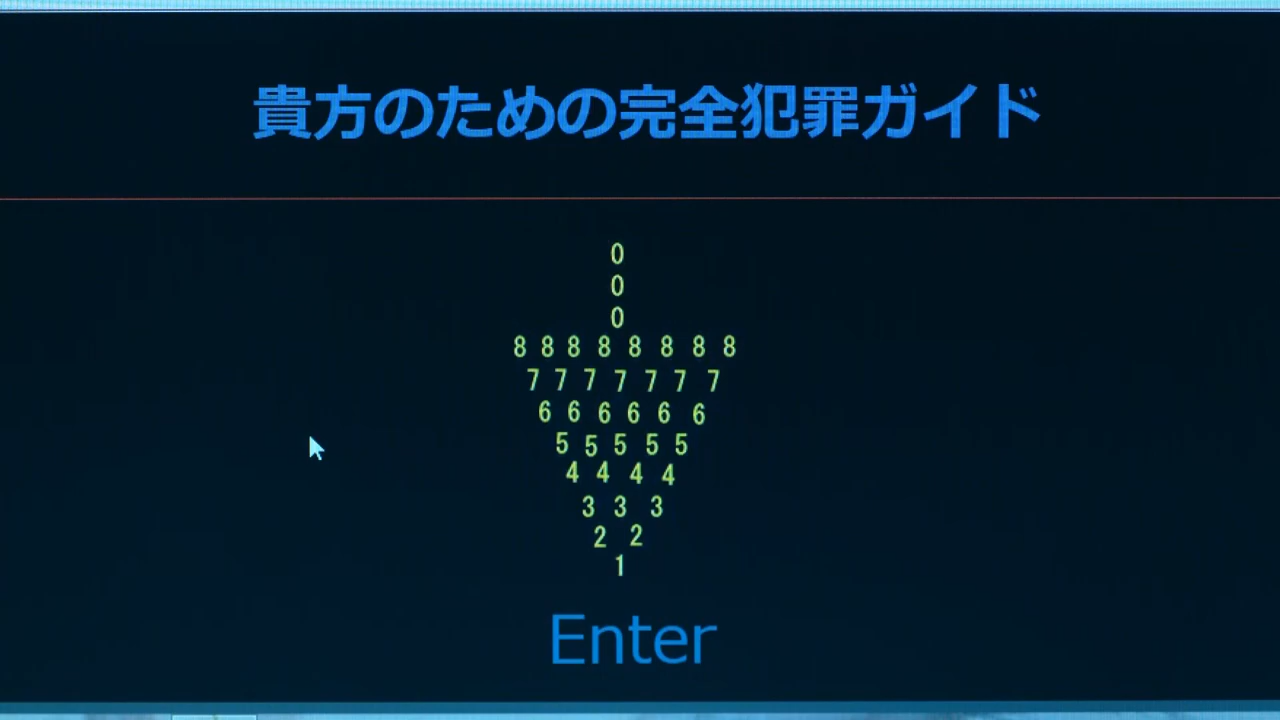 貴方のための完全犯罪ガイド
0
0
0
8 8 8 8 8 8 8 8
7 7 7 7 7 7 7
6 6 6 6 6 6
5 5 5 5 5
4 4 4 4
3 3 3
2 2
1
Enter